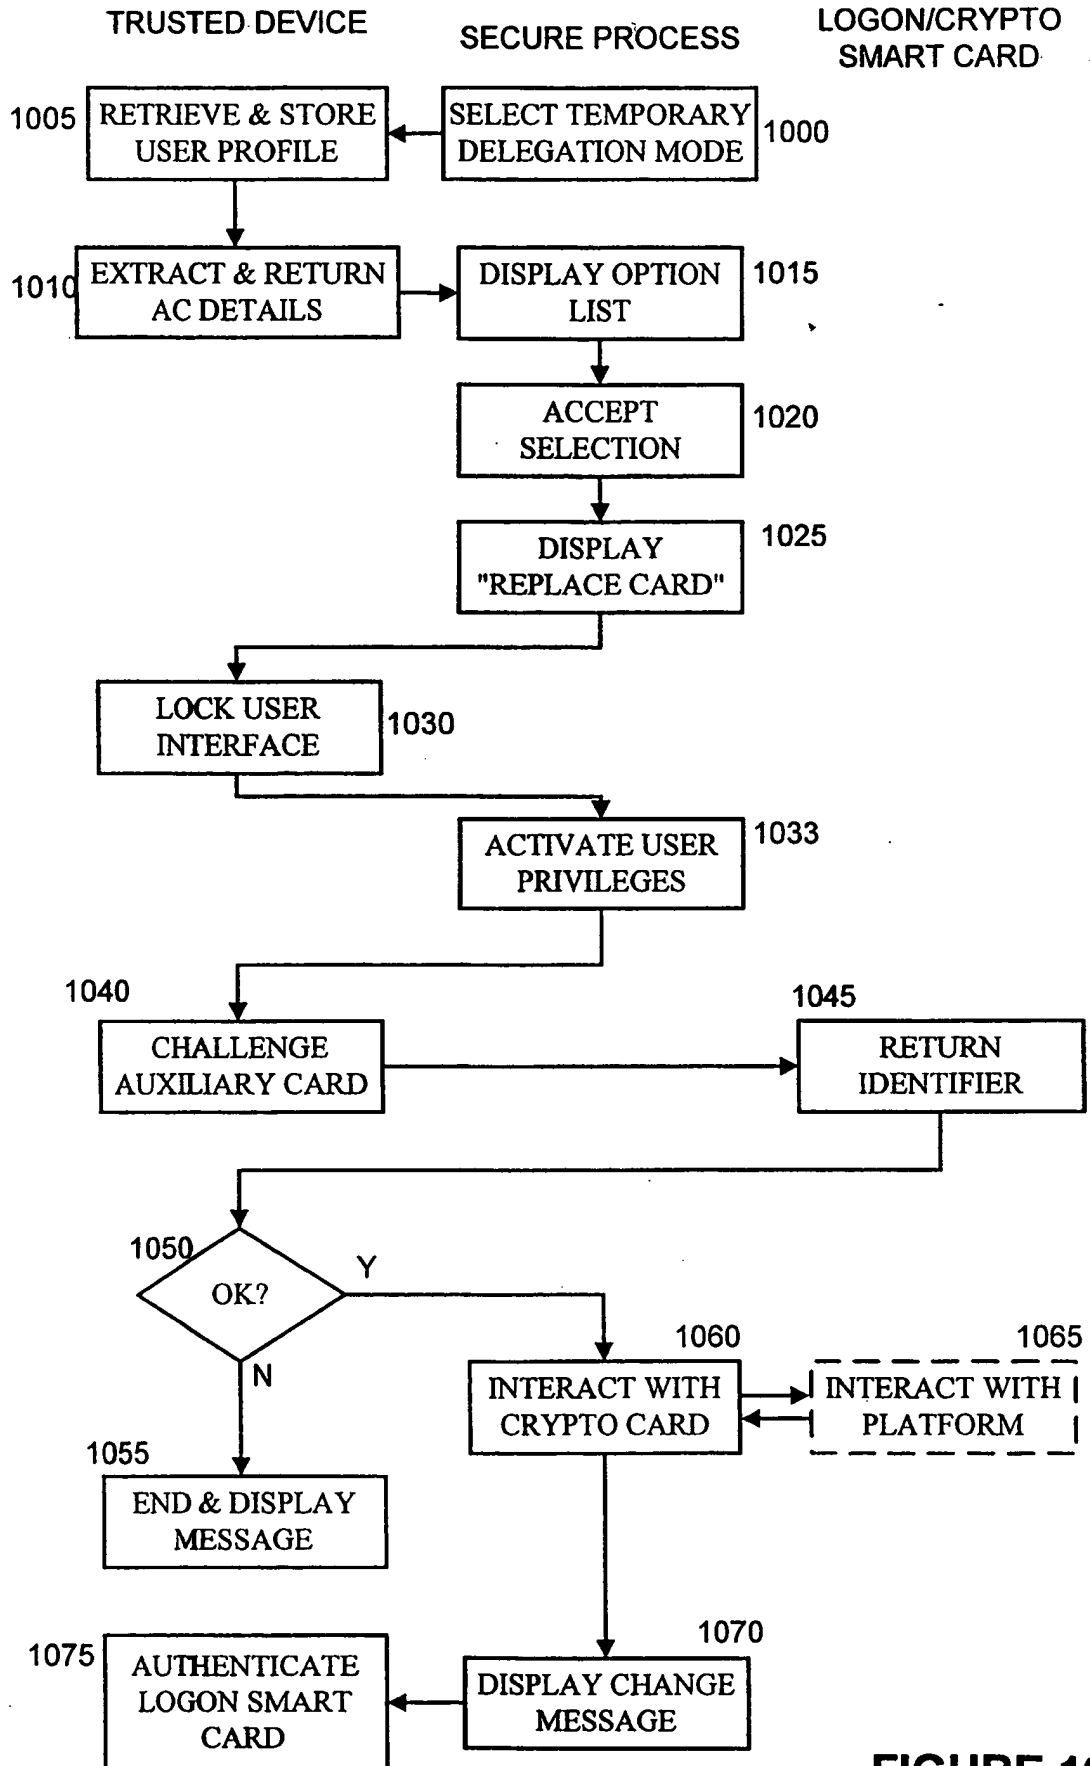 TRUSTED DEVICE
SECURE PROCESS
LOGON/CRYPTO
SMART CARD
1005
RETRIEVE & STORE
USER PROFILE
SELECT TEMPORARY
DELEGATION MODE
1000
1010
EXTRACT & RETURN
AC DETAILS
DISPLAY OPTION
LIST
1015
ACCEPT
SELECTION
1020
DISPLAY
"REPLACE CARD"
1025
LOCK USER
INTERFACE
1030
ACTIVATE USER
PRIVILEGES
1033
1040
CHALLENGE
AUXILIARY CARD
1045
RETURN
IDENTIFIER
1050
OK?
Y
N
1060
INTERACT WITH
CRYPTO CARD
1065
INTERACT WITH
PLATFORM
1055
END & DISPLAY
MESSAGE
1070
DISPLAY CHANGE
MESSAGE
1075
AUTHENTICATE
LOGON SMART
CARD